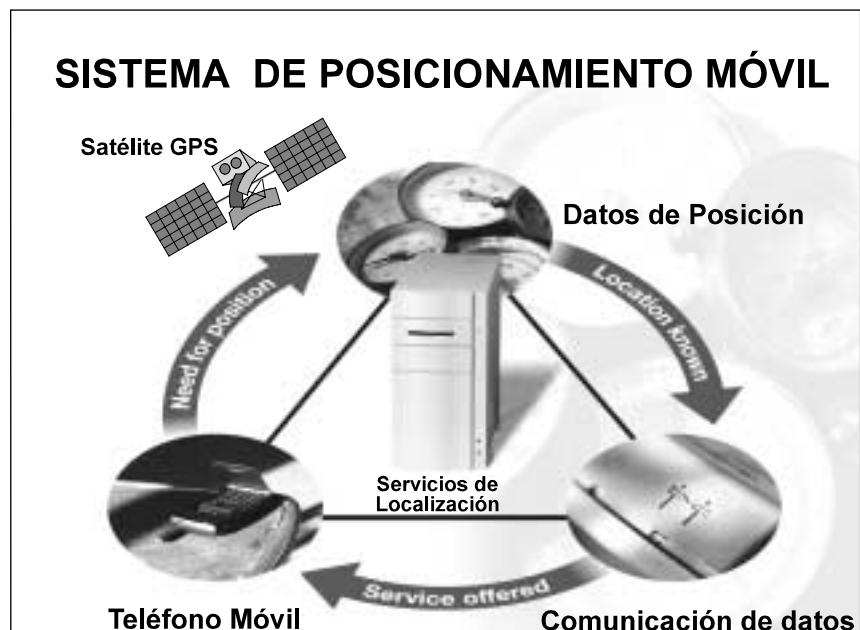 SISTEMA DE POSICIONAMIENTO MÓVIL
Satélite GPS
Datos de Posición
Need for position
Location known
Servicios de
Localización
Service offered
Teléfono Móvil
Comunicación de datos